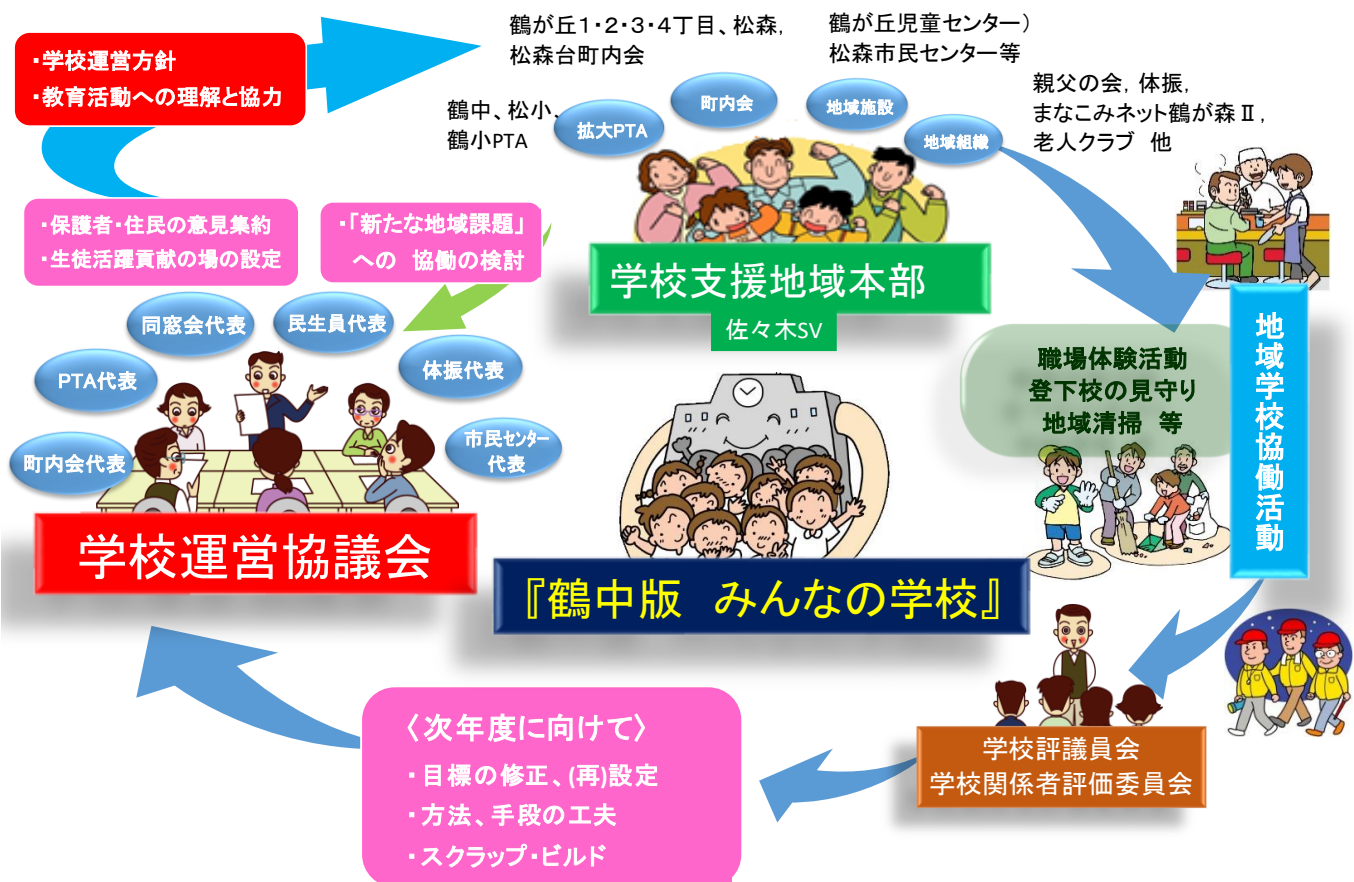 ・学校運営方針
・教育活動への理解と協力
鶴が丘1・2・3・4丁目、松森,
松森台町内会
鶴が丘児童センター）
松森市民センター等
親父の会, 体振,
まなこみネット鶴が森Ⅱ,
老人クラブ 他
鶴中、松小、
鶴小PTA
拡大PTA
町内会
地域施設
地域組織
・保護者・住民の意見集約
・生徒活躍貢献の場の設定
・「新たな地域課題」
への 協働の検討
学校支援地域本部
佐々木SV
同窓会代表
民生員代表
PTA代表
体振代表
町内会代表
市民センター
代表
学校運営協議会
職場体験活動
登下校の見守り
地域清掃 等
地域学校協働活動
『鶴中版 みんなの学校』
学校評議員会
学校関係者評価委員会
〈次年度に向けて〉
・目標の修正、(再)設定
・方法、手段の工夫
・スクラップ・ビルド